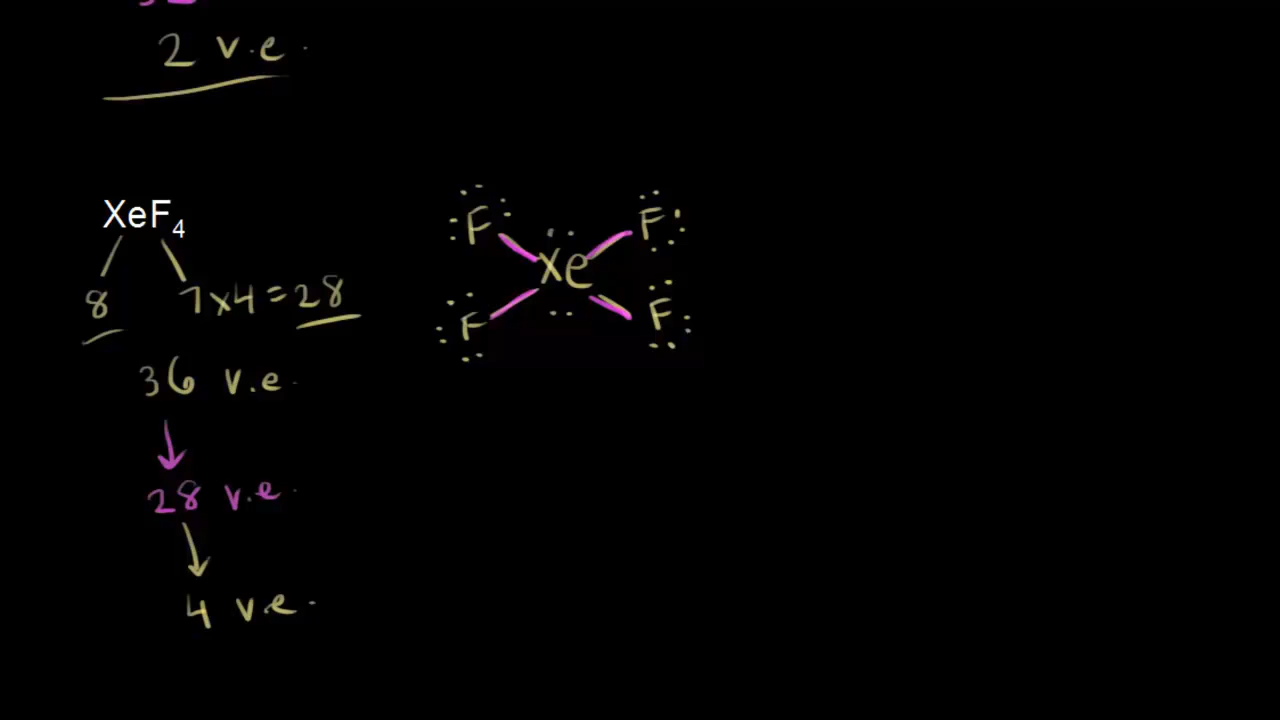 2 v.e.
XeF₄
8 7x4=28
36 v.e.
28 v.e.
4 v.e.
F F
Xe
F F